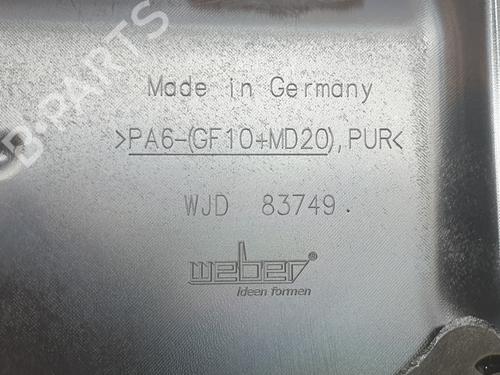 B-PARTS
Made in Germany
>PA6-(GF10+MD20), PUR<
WJD 83749.
weber®
Ideen formen